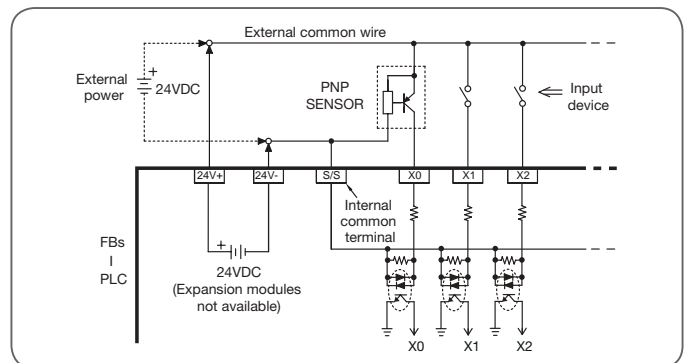 External common wire
External
power
+
24VDC
PNP
SENSOR
Input
device
24V+
24V-
S/S
X0
X1
X2
Internal
common
terminal
FBs
I
PLC
+
24VDC
(Expansion modules
not available)
X0
X1
X2